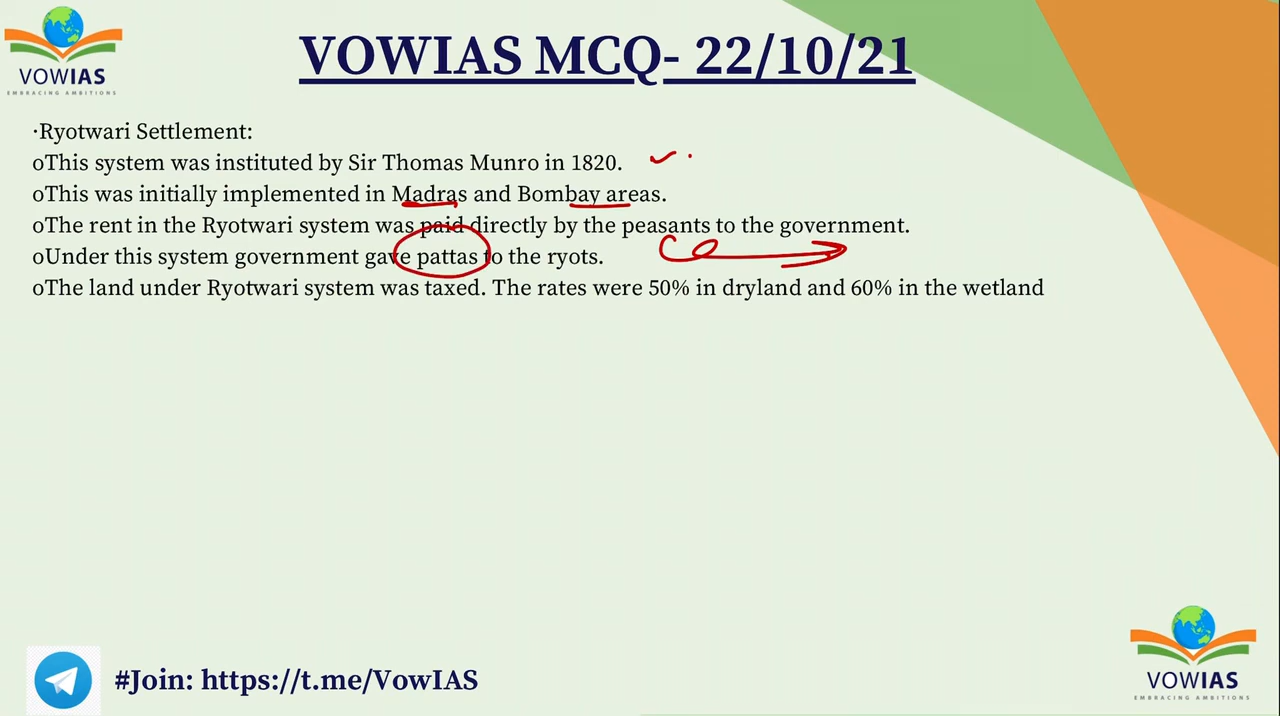 VOWIAS
EMBRACING AMBITIONS
VOWIAS MCQ- 22/10/21
·Ryotwari Settlement:
oThis system was instituted by Sir Thomas Munro in 1820.
oThis was initially implemented in Madras and Bombay areas.
oThe rent in the Ryotwari system was paid directly by the peasants to the government.
oUnder this system government gave pattas to the ryots.
oThe land under Ryotwari system was taxed. The rates were 50% in dryland and 60% in the wetland
#Join: https://t.me/VowIAS
VOWIAS
EMBRACING AMBITIONS